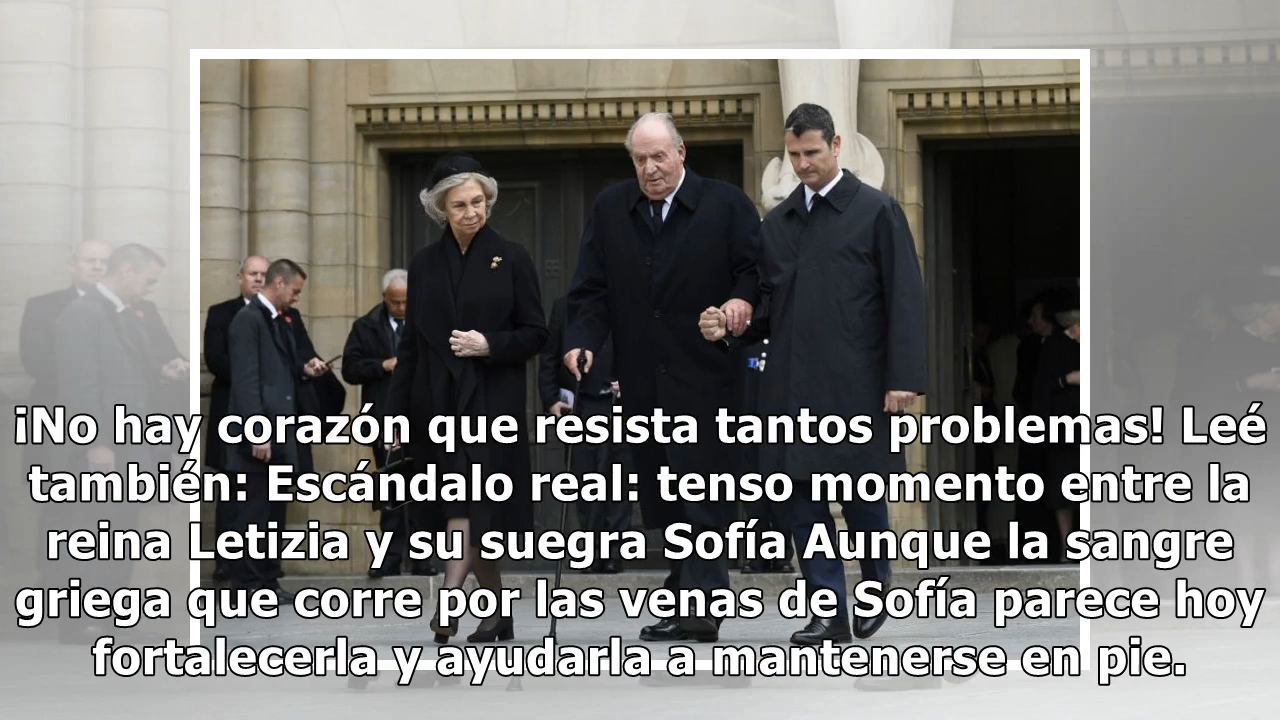 ¡No hay corazón que resista tantos problemas! Leé
también: Escándalo real: tenso momento entre la
reina Letizia y su suegra Sofía Aunque la sangre
griega que corre por las venas de Sofía parece hoy
fortalecerla y ayudarla a mantenerse en pie.